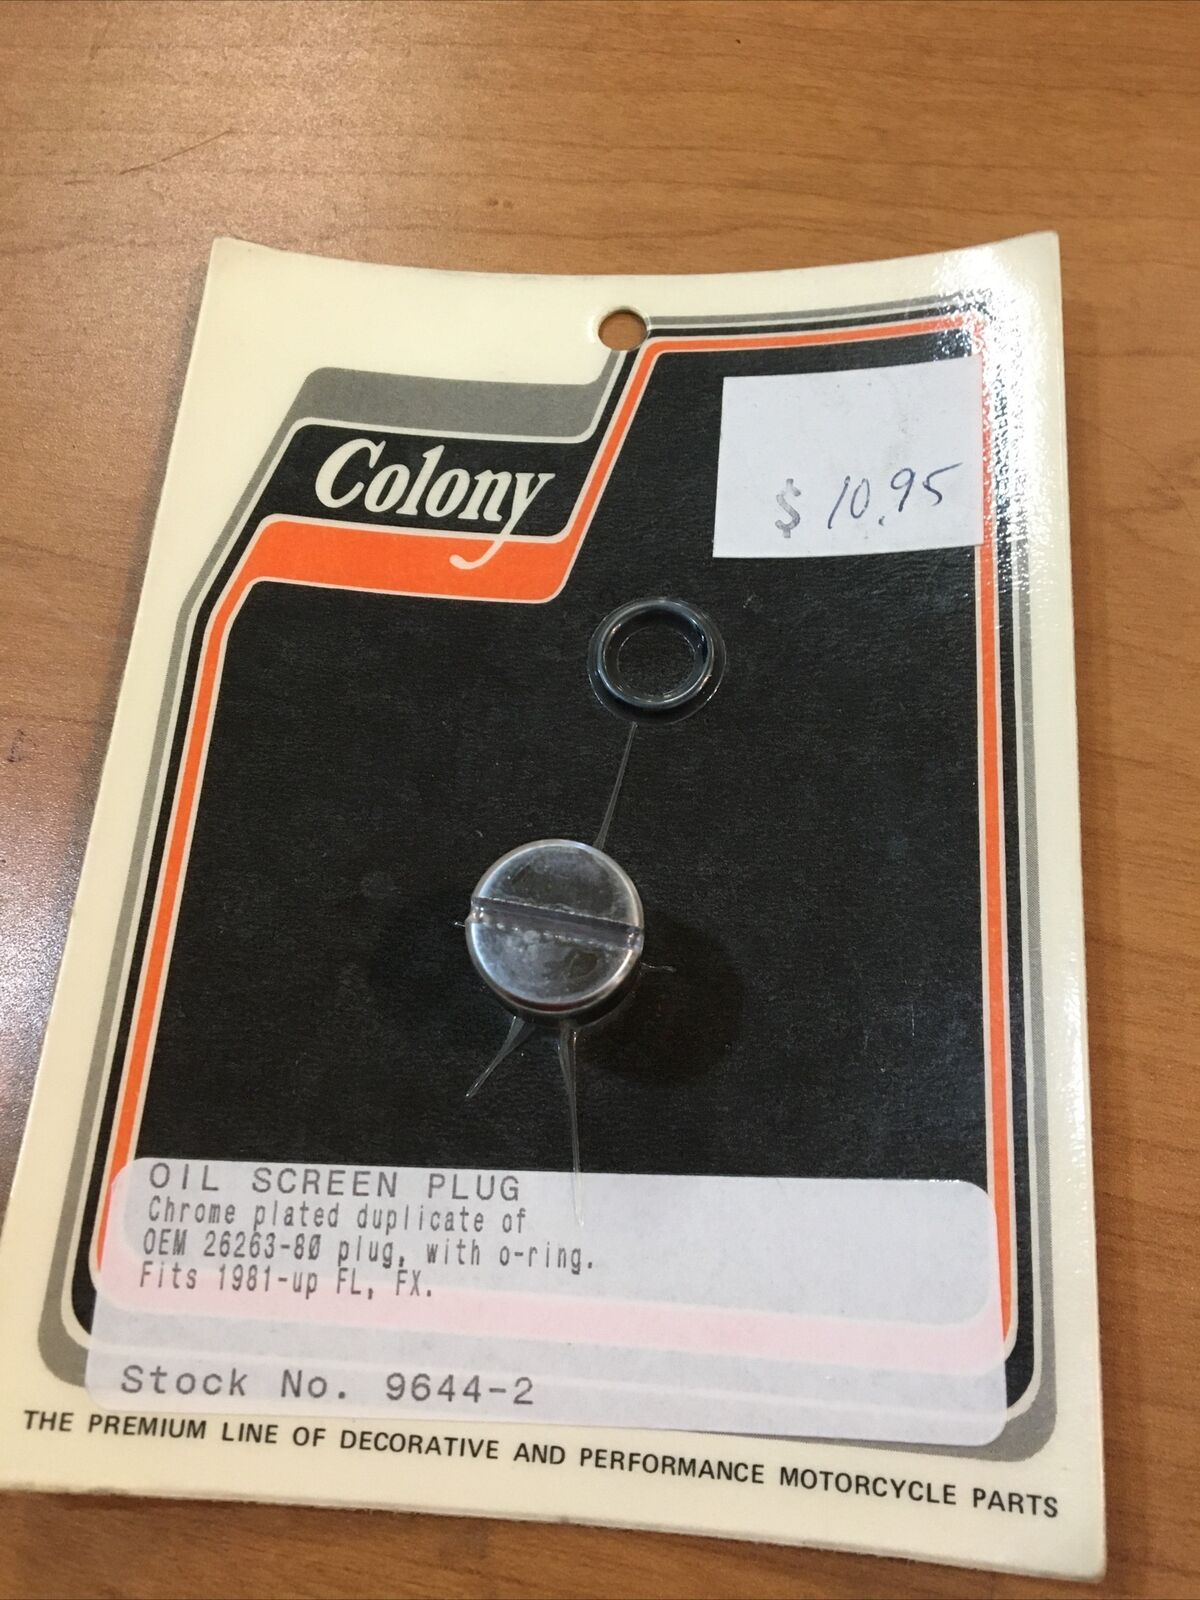 Colony
$ 10.95
OIL SCREEN PLUG
Chrome plated duplicate of
OEM 26263-80 plug, with o-ring.
Fits 1981-up FL, FX.
Stock No. 9644-2
THE PREMIUM LINE OF DECORATIVE AND PERFORMANCE MOTORCYCLE PARTS